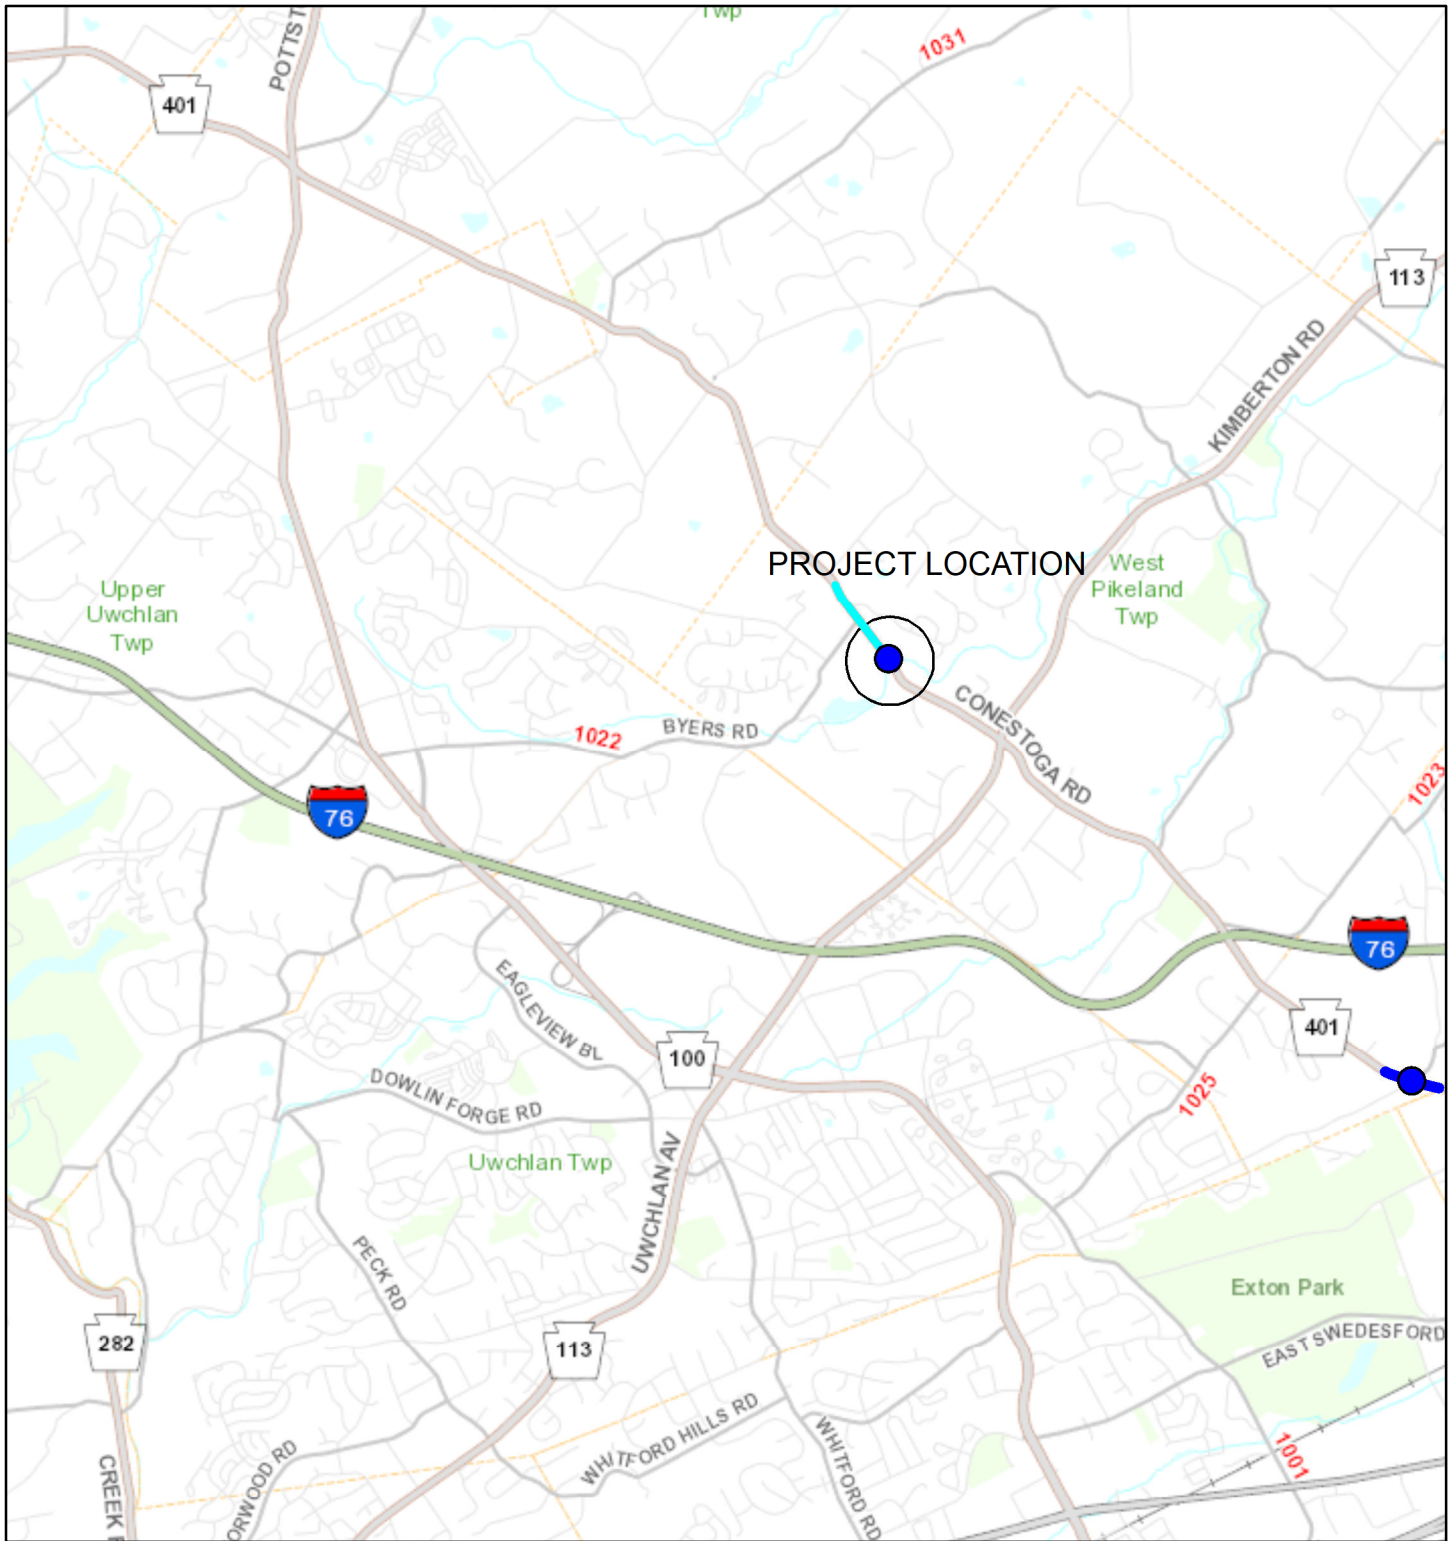 Twp
1031
POTTST
401
113
KIMBERTON RD
PROJECT LOCATION
West
Pikeland
Twp
Upper
Uwchlan
Twp
CONESTOGA RD
1022
BYERS RD
1023
76
76
EAGLEVIEW BL
401
100
1025
DOWLIN FORGE RD
Uwchlan Twp
UWCHLAN AV
PECK RD
Exton Park
282
113
EAST SWEDESFORD
WHITFORD HILLS RD
WHITFORD RD
1001
CREEK
ORWOOD RD